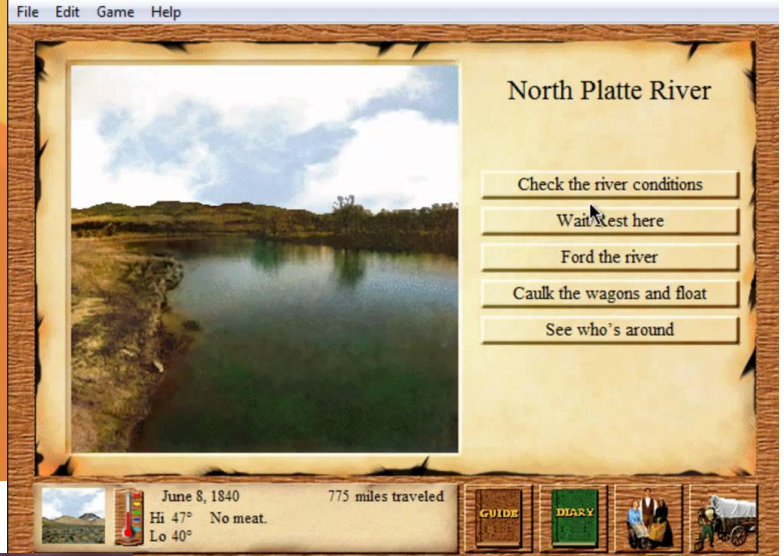 File Edit Game Help
North Platte River
Check the river conditions
Wait/Rest here
Ford the river
Caulk the wagons and float
See who's around
June 8, 1840 775 miles traveled
Hi 47° No meat.
Lo 40°
GUIDE DIARY